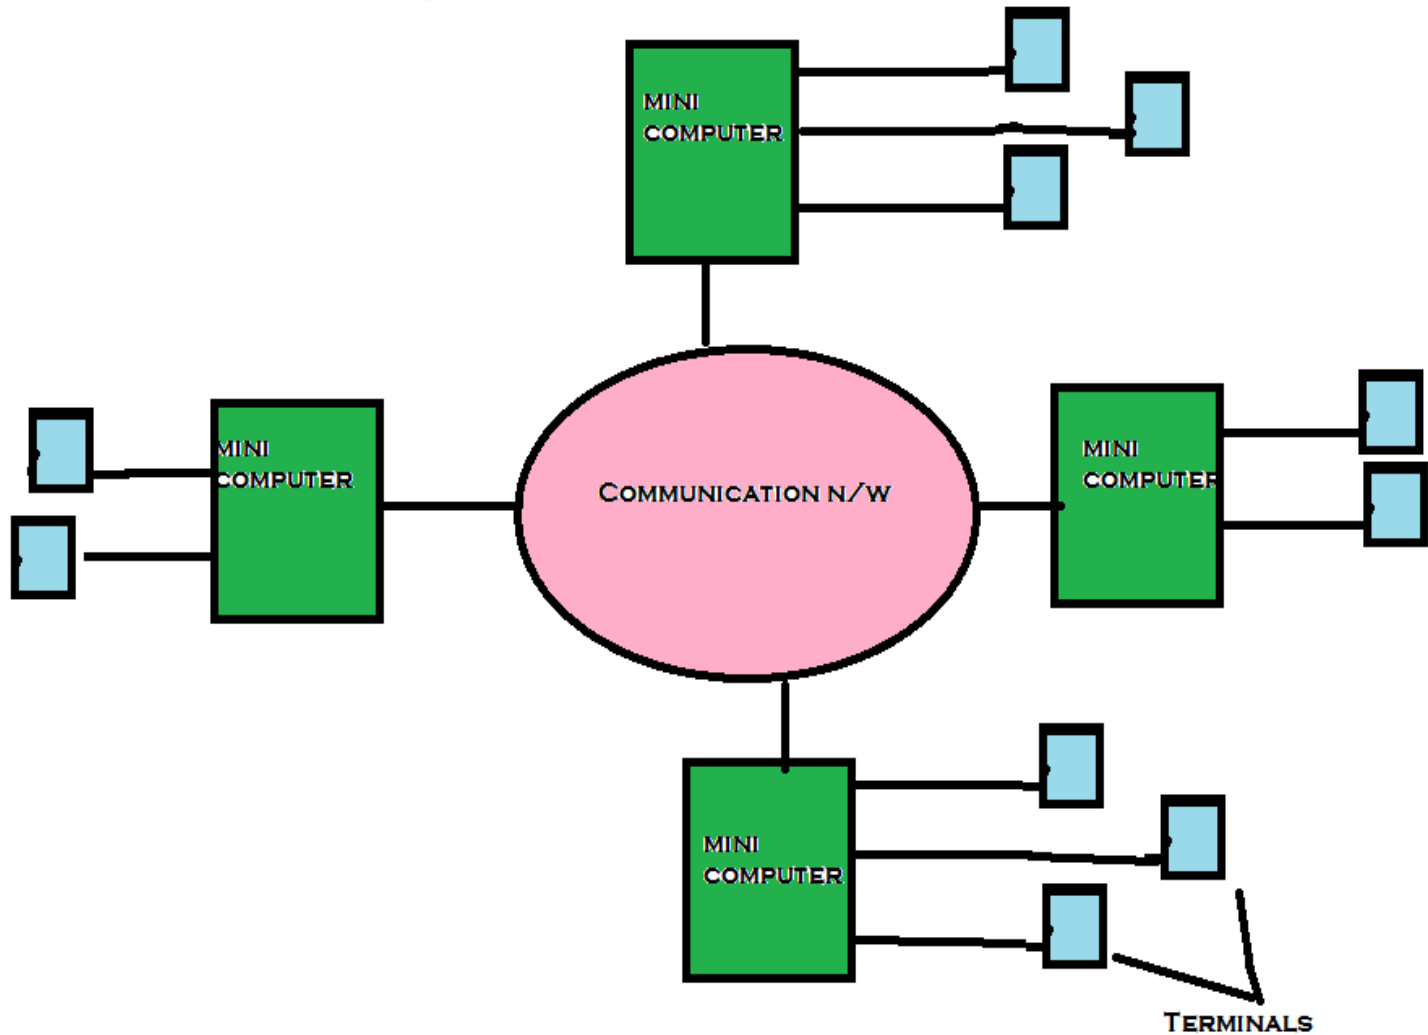 MINI
COMPUTER
MINI
COMPUTER
COMMUNICATION N/W
MINI
COMPUTER
MINI
COMPUTER
TERMINALS